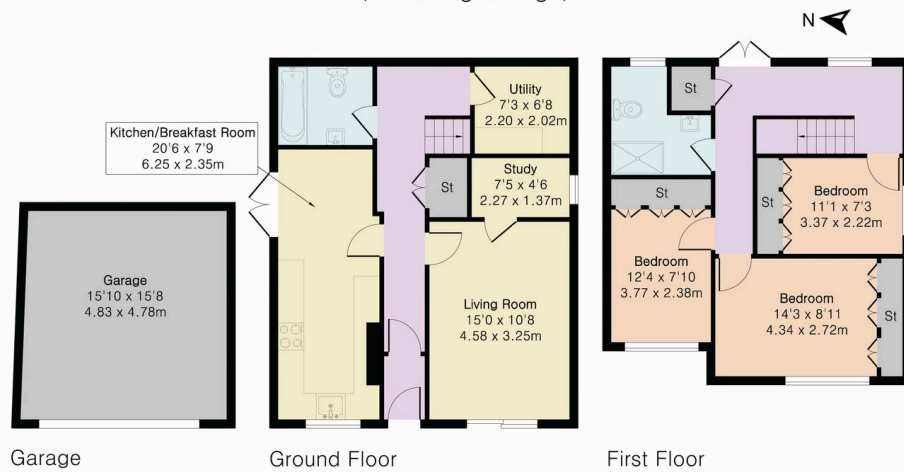 N
Utility
7'3 x 6'8
2.20 x 2.02m
Kitchen/Breakfast Room
20'6 x 7'9
6.25 x 2.35m
St
Study
7'5 x 4'6
2.27 x 1.37m
Living Room
15'0 x 10'8
4.58 x 3.25m
Garage
15'10 x 15'8
4.83 x 4.78m
St
St
St
Bedroom
11'1 x 7'3
3.37 x 2.22m
Bedroom
12'4 x 7'10
3.77 x 2.38m
Bedroom
14'3 x 8'11
4.34 x 2.72m
St
Garage
Ground Floor
First Floor